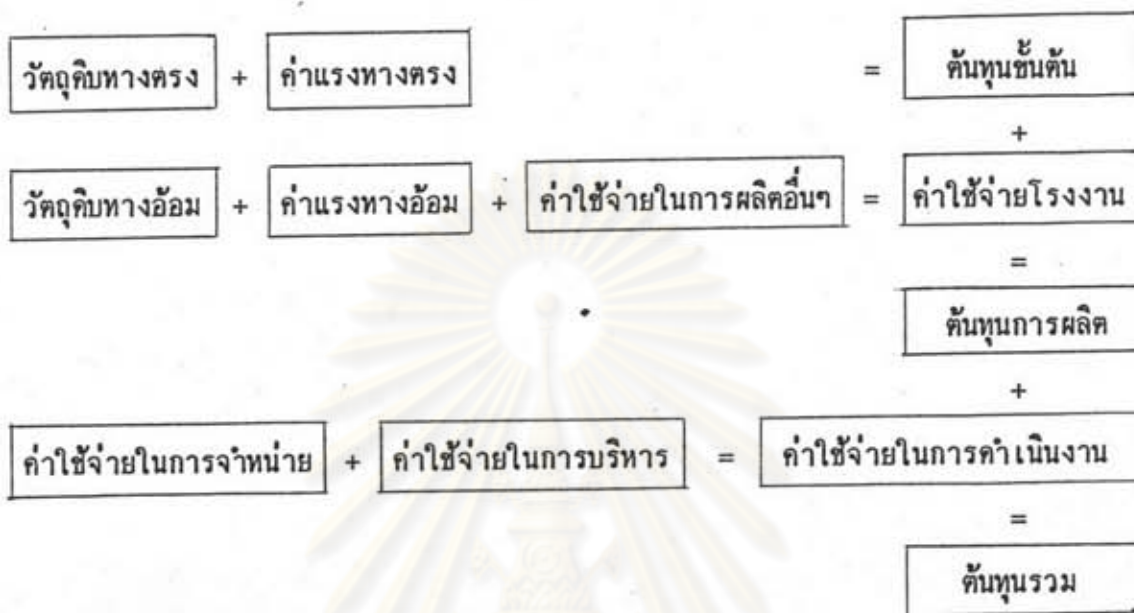 วัตถุดิบทางตรง + ค่าแรงทางตรง = ต้นทุนขั้นต้น
+
วัตถุดิบทางอ้อม + ค่าแรงทางอ้อม + ค่าใช้จ่ายในการผลิตอื่นๆ = ค่าใช้จ่ายโรงงาน
=
ต้นทุนการผลิต
+
ค่าใช้จ่ายในการจำหน่าย + ค่าใช้จ่ายในการบริหาร = ค่าใช้จ่ายในการดำเนินงาน
=
ต้นทุนรวม